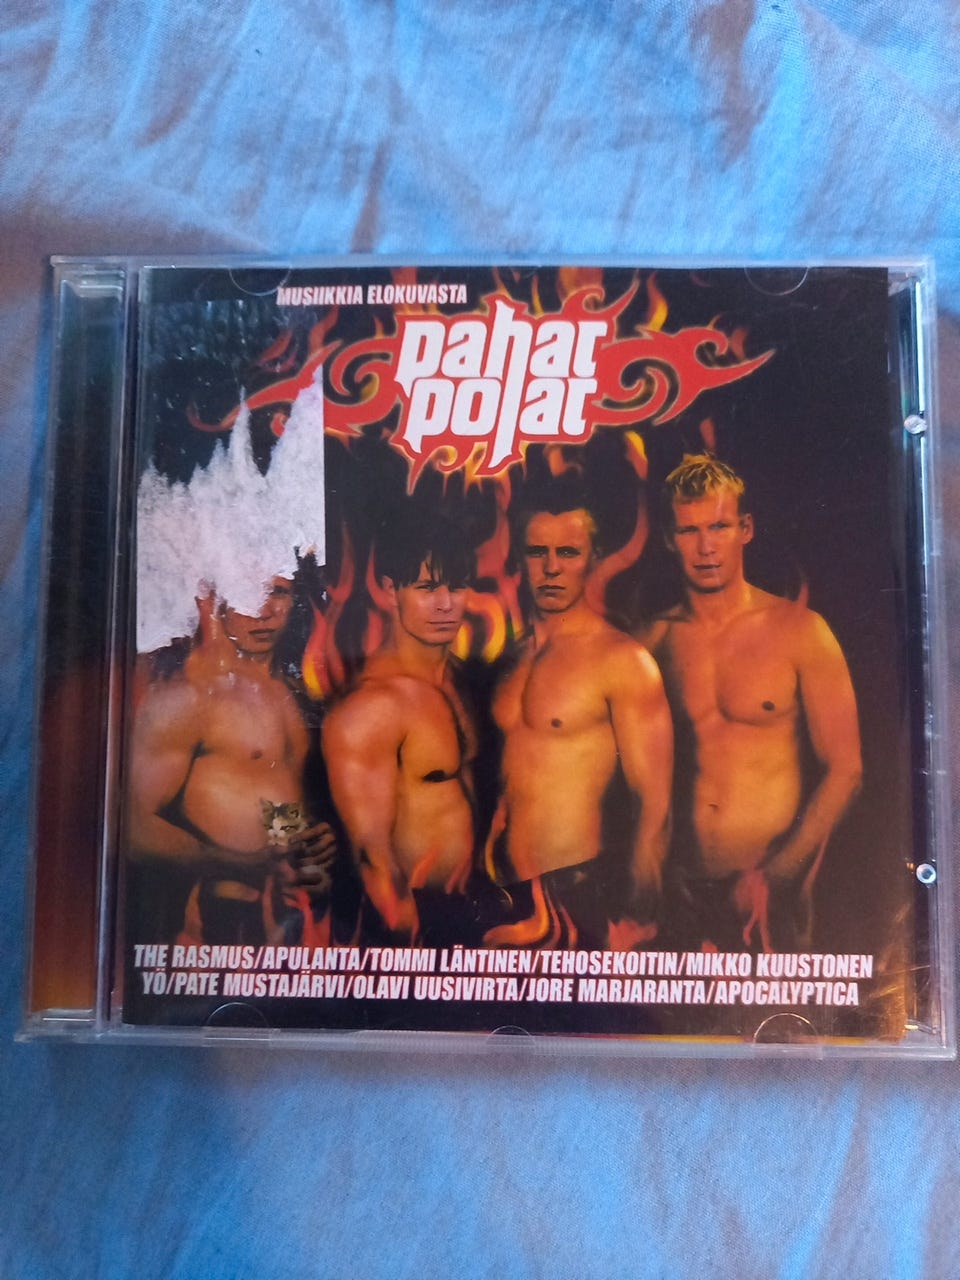 MUSIIKKIA ELOKUVASTA
pahat
pojat
THE RASMUS/APULANTA/TOMMI LÄNTINEN/TEHOSEKOITIN/MIKKO KUUSTONEN
YÖ/PATE MUSTAJÄRVI/OLAVI UUSIVIRTA/JORE MARJARANTA/APOCALYPTICA